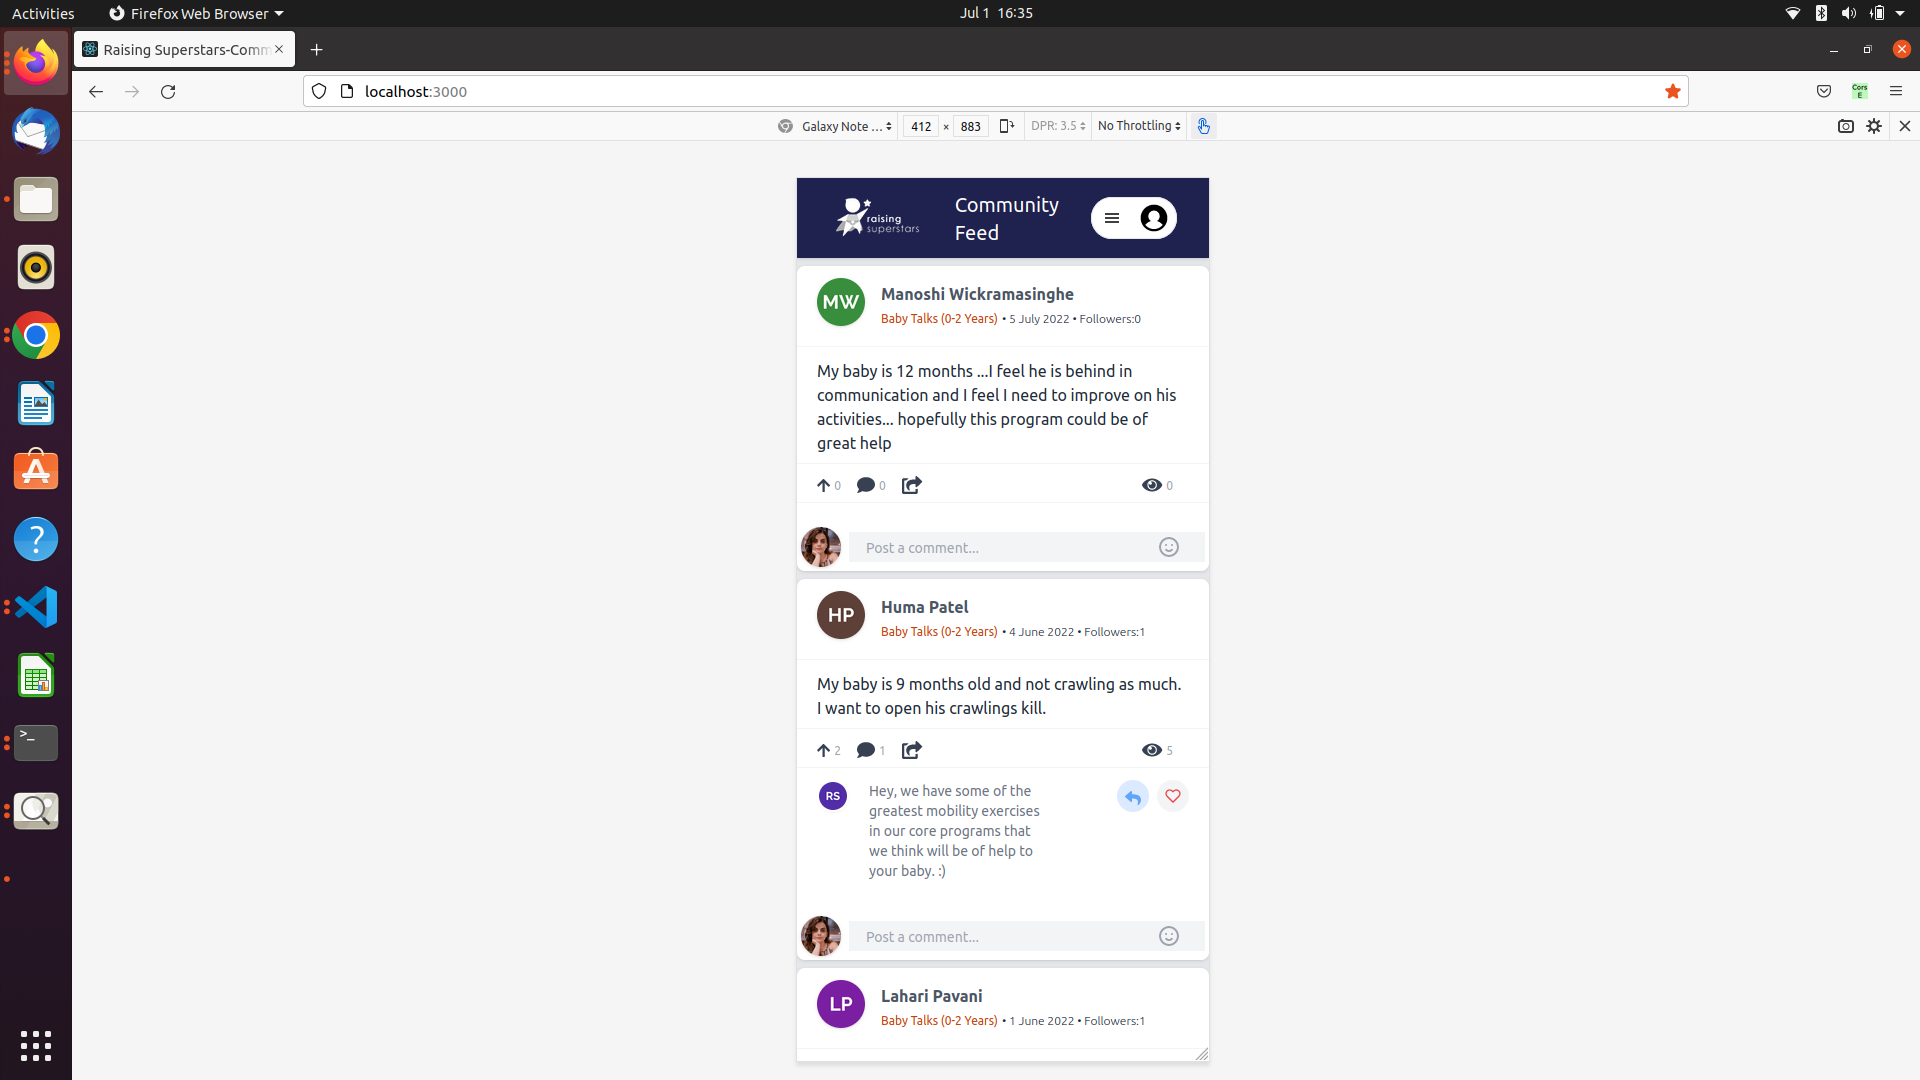 Activities
Firefox Web Browser
Jul 1 16:35
Raising Superstars-Comm
localhost:3000
Cors
E
Galaxy Note ...
412 × 883
DPR: 3.5
No Throttling
raising
superstars
Community
Feed
MW
Manoshi Wickramasinghe
Baby Talks (0-2 Years) • 5 July 2022 • Followers:0
My baby is 12 months ...I feel he is behind in
communication and I feel I need to improve on his
activities... hopefully this program could be of
great help
0 0 0
Post a comment...
HP
Huma Patel
Baby Talks (0-2 Years) • 4 June 2022 • Followers:1
My baby is 9 months old and not crawling as much.
I want to open his crawlings kill.
2 1 5
RS
Hey, we have some of the
greatest mobility exercises
in our core programs that
we think will be of help to
your baby. :)
Post a comment...
LP
Lahari Pavani
Baby Talks (0-2 Years) • 1 June 2022 • Followers:1